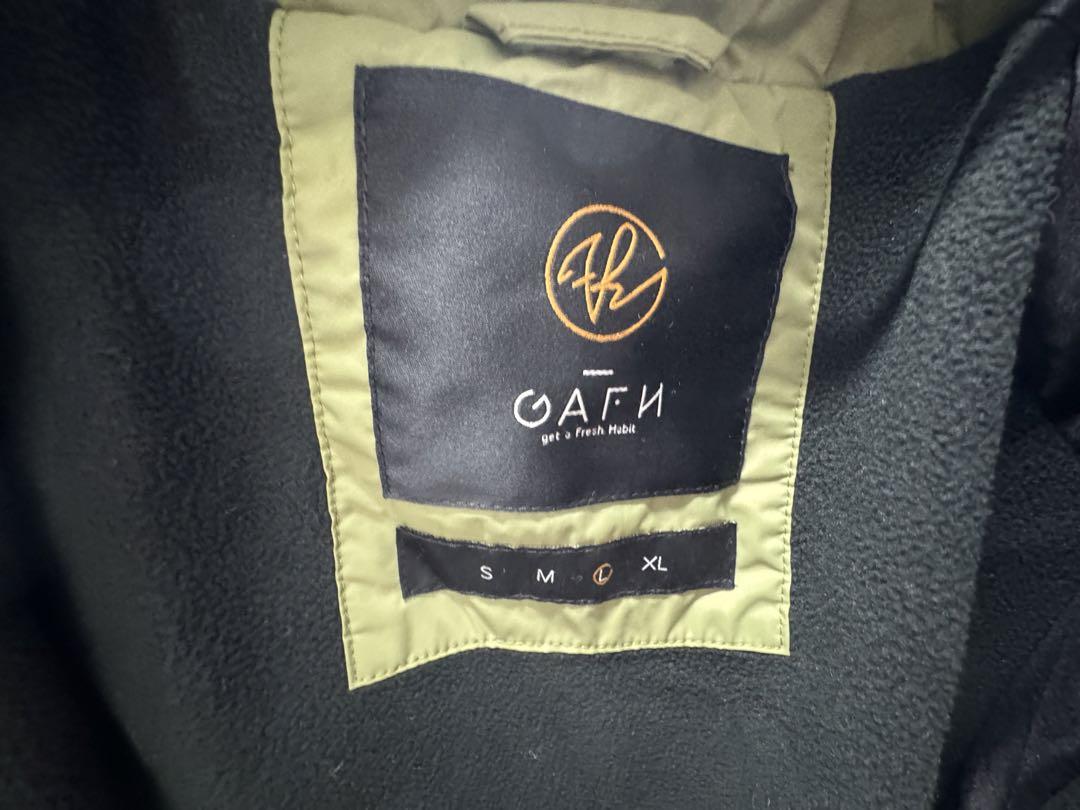 GAFH
get a Fresh Habit
S M L XL